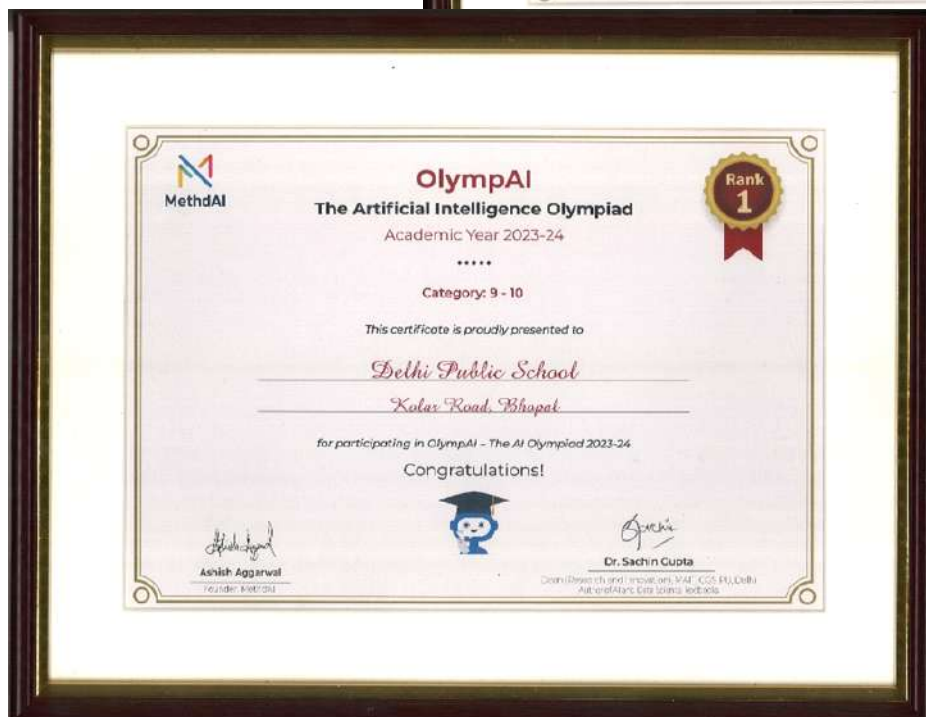 MethdAI
OlympAI
The Artificial Intelligence Olympiad
Academic Year 2023-24
Rank
1
Category: 9 - 10
This certificate is proudly presented to
Delhi Public School
Kolar Road, Bhopal
for participating in OlympAI – The AI Olympiad 2023-24
Congratulations!
Ashish Aggarwal
Founder, MethdAI
Dr. Sachin Gupta